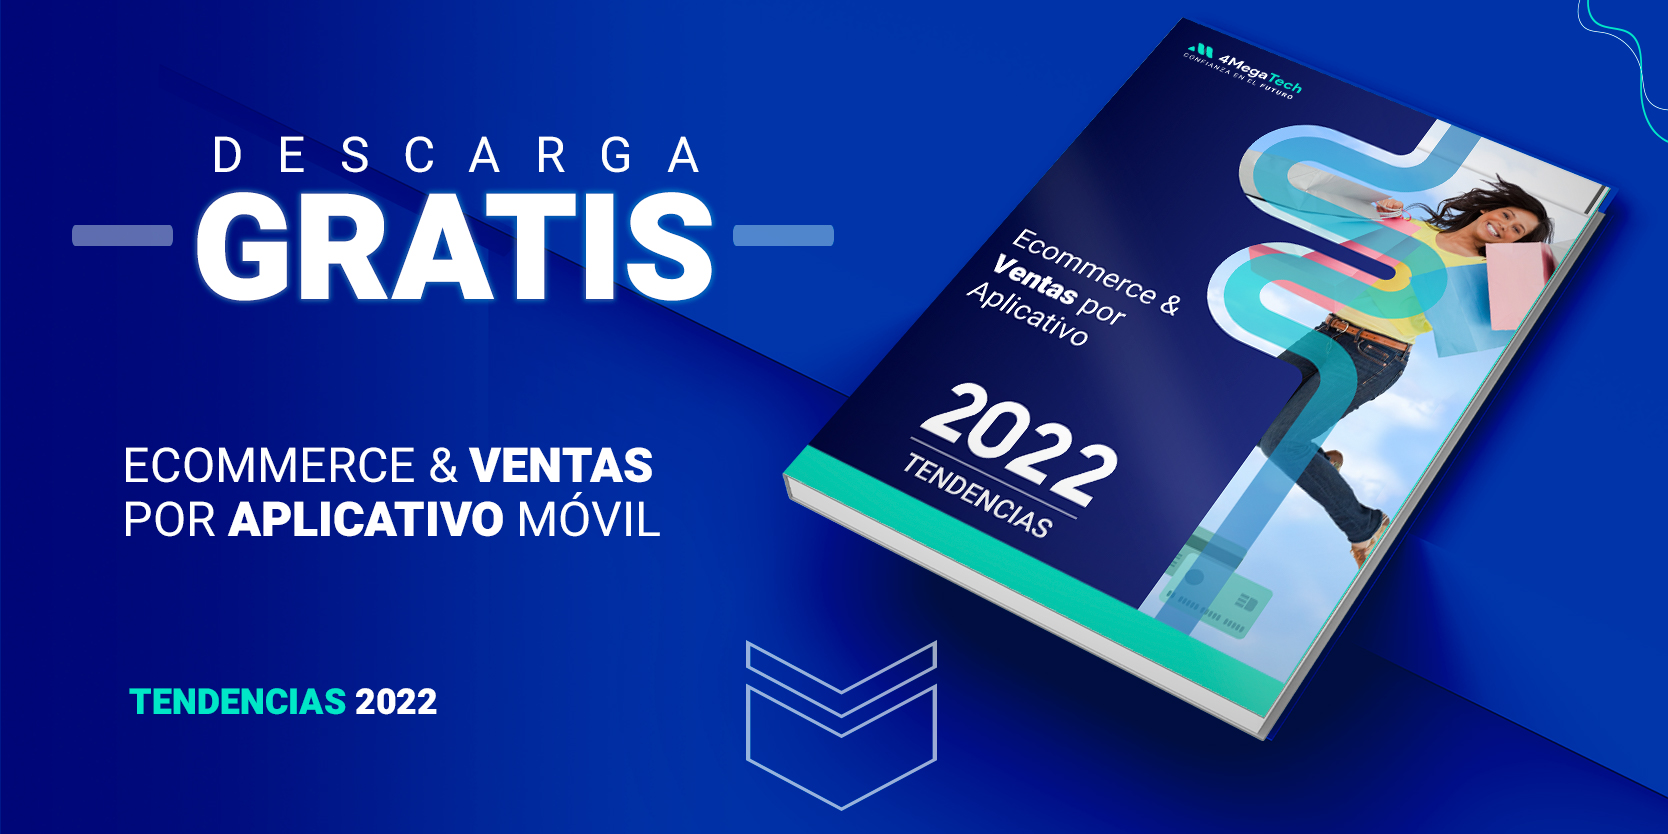 DESCARGA
GRATIS
ECOMMERCE & VENTAS
POR APLICATIVO MÓVIL
TENDENCIAS 2022
4MegaTech
CONFIANZA EN EL FUTURO
Ecommerce &
Ventas por
Aplicativo
2022
TENDENCIAS